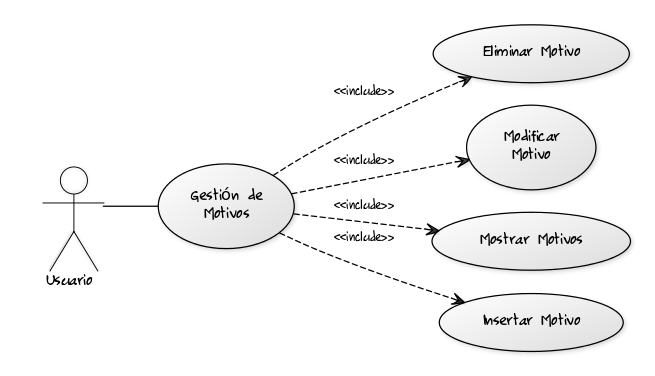 Eliminar Motivo
<<include>>
Modificar
Motivo
<<include>>
Gestión de
Motivos
<<include>>
Mostrar Motivos
<<include>>
Usuario
Insertar Motivo